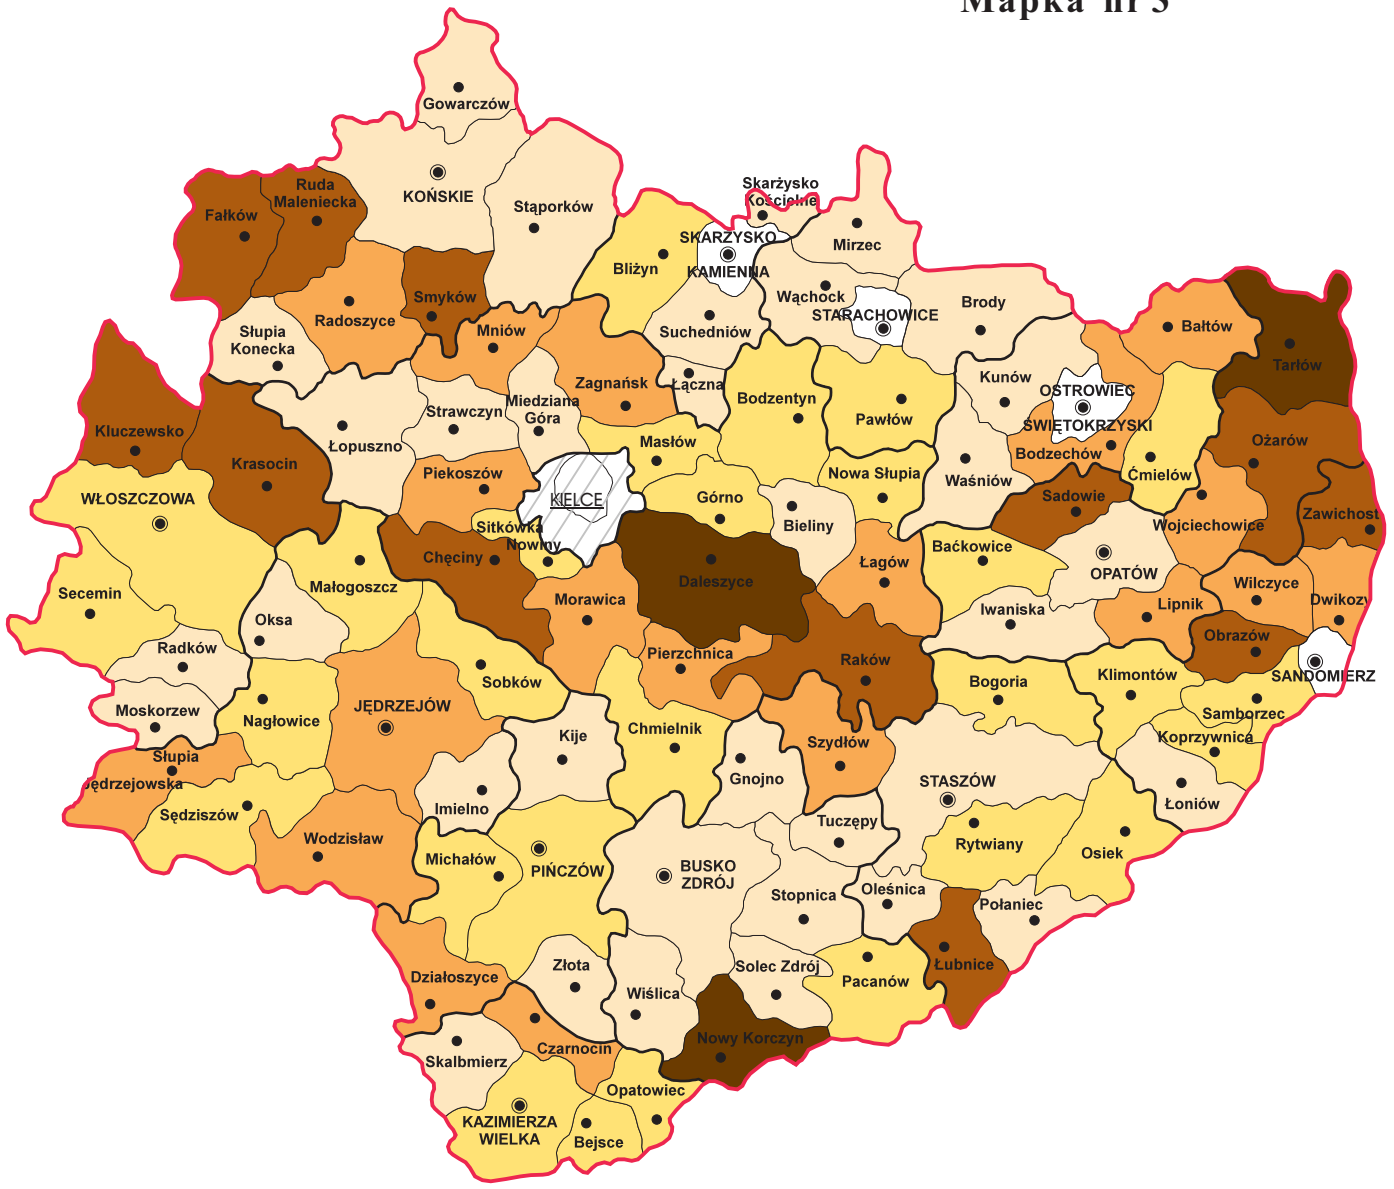 Mapka nr 3
Gowarczów
KOŃSKIE
Ruda
Maleniecka
Fałków
Stąporków
Skarżysko
Kościelne
SKARŻYSKO
KAMIENNA
Mirzec
Bliżyn
Smyków
Radoszyce
Wąchock
STARACHOWICE
Brody
Suchedniów
Mniów
Słupia
Konecka
Bałtów
Tarłów
Kunów
OSTROWIEC
ŚWIĘTOKRZYSKI
Zagnańsk
Łączna
Bodzentyn
Pawłów
Strawczyn
Miedziana
Góra
Łopuszno
Kluczewsko
Krasocin
Masłów
Bodzechów
Ożarów
Ćmielów
Piekoszów
Nowa Słupia
Waśniów
WŁOSZCZOWA
KIELCE
Górno
Sadowie
Sitkówka
Nowiny
Bieliny
Wojciechowice
Zawichost
Chęciny
Baćkowice
OPATÓW
Łagów
Daleszyce
Małogoszcz
Secemin
Wilczyce
Dwikozy
Morawica
Iwaniska
Lipnik
Oksa
Obrazów
Radków
Pierzchnica
Raków
Sobków
Bogoria
Klimontów
SANDOMIERZ
Moskorzew
Nagłowice
JĘDRZEJÓW
Samborzec
Kije
Chmielnik
Szydłów
Koprzywnica
Słupia
Jędrzejowska
Gnojno
STASZÓW
Imielno
Łoniów
Sędziszów
Tuczępy
Wodzisław
Rytwiany
Osiek
Michałów
PIŃCZÓW
BUSKO
ZDRÓJ
Stopnica
Oleśnica
Połaniec
Złota
Solec Zdrój
Łubnice
Działoszyce
Pacanów
Wiślica
Nowy Korczyn
Czarnocin
Skalbmierz
Opatowiec
KAZIMIERZA
WIELKA
Bejsce